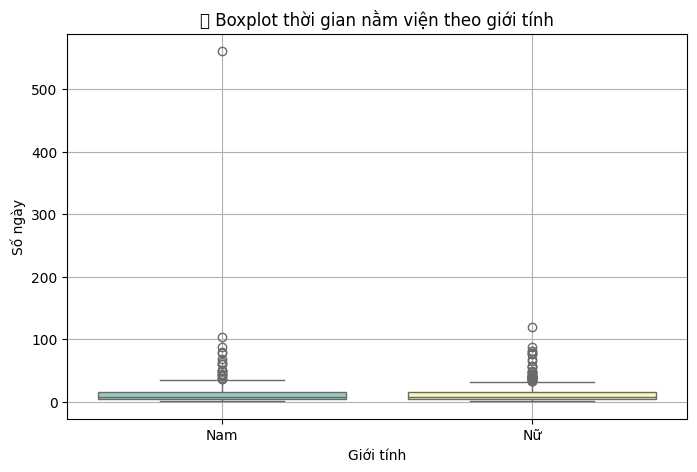 Boxplot thời gian nằm viện theo giới tính
500
400
300
200
100
0
Số ngày
Nam
Nữ
Giới tính